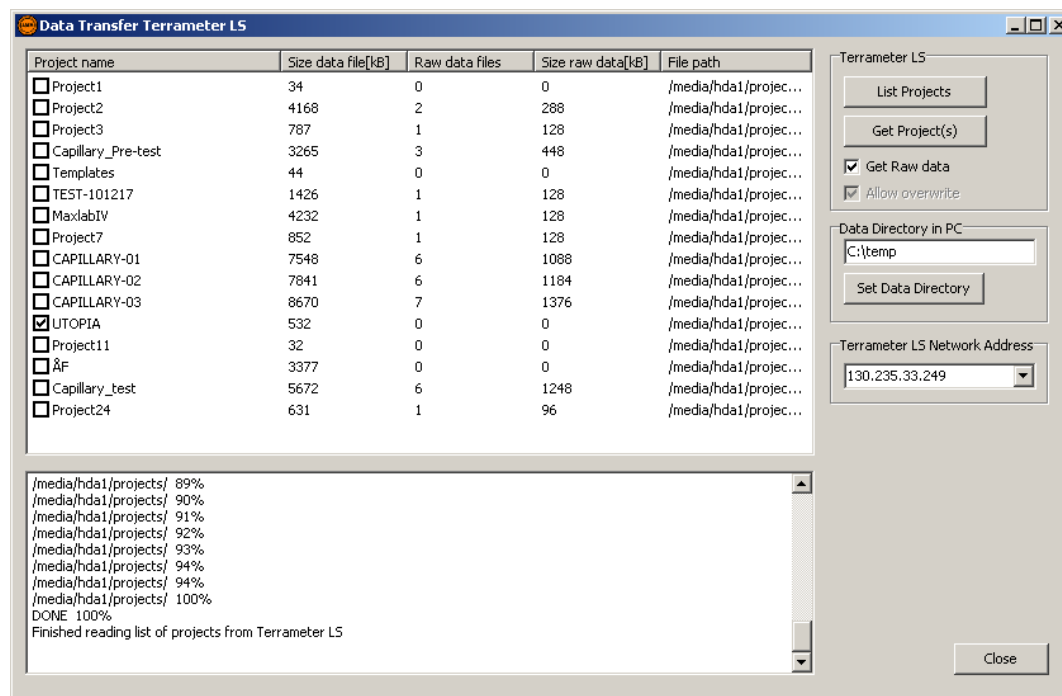 Data Transfer Terrameter LS
Project name Size data file[kB] Raw data files Size raw data[kB] File path
Project1 34 0 0 /media/hda1/projec...
Project2 4168 2 288 /media/hda1/projec...
Project3 787 1 128 /media/hda1/projec...
Capillary_Pre-test 3265 3 448 /media/hda1/projec...
Templates 44 0 0 /media/hda1/projec...
TEST-101217 1426 1 128 /media/hda1/projec...
MaxlabIV 4232 1 128 /media/hda1/projec...
Project7 852 1 128 /media/hda1/projec...
CAPILLARY-01 7548 6 1088 /media/hda1/projec...
CAPILLARY-02 7841 6 1184 /media/hda1/projec...
CAPILLARY-03 8670 7 1376 /media/hda1/projec...
UTOPIA 532 0 0 /media/hda1/projec...
Project11 32 0 0 /media/hda1/projec...
ÅF 3377 0 0 /media/hda1/projec...
Capillary_test 5672 6 1248 /media/hda1/projec...
Project24 631 1 96 /media/hda1/projec...
/media/hda1/projects/ 89%
/media/hda1/projects/ 90%
/media/hda1/projects/ 91%
/media/hda1/projects/ 92%
/media/hda1/projects/ 93%
/media/hda1/projects/ 94%
/media/hda1/projects/ 94%
/media/hda1/projects/ 100%
DONE 100%
Finished reading list of projects from Terrameter LS
Terrameter LS
List Projects
Get Project(s)
Get Raw data
Allow overwrite
Data Directory in PC
C:\temp
Set Data Directory
Terrameter LS Network Address
130.235.33.249
Close